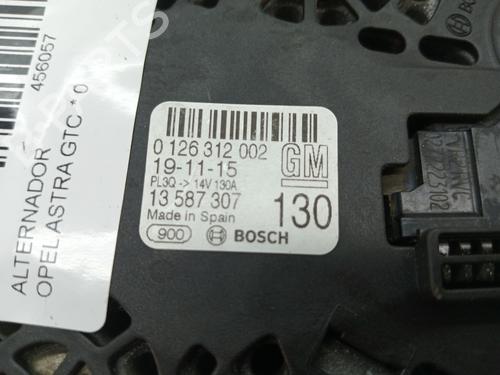 ALTERNADOR
OPEL ASTRA GTC * 0
456057
0 126 312 002
19-11-15
GM
PL3Q -> 14V 130A
13 587 307
130
Made in Spain
900
BOSCH